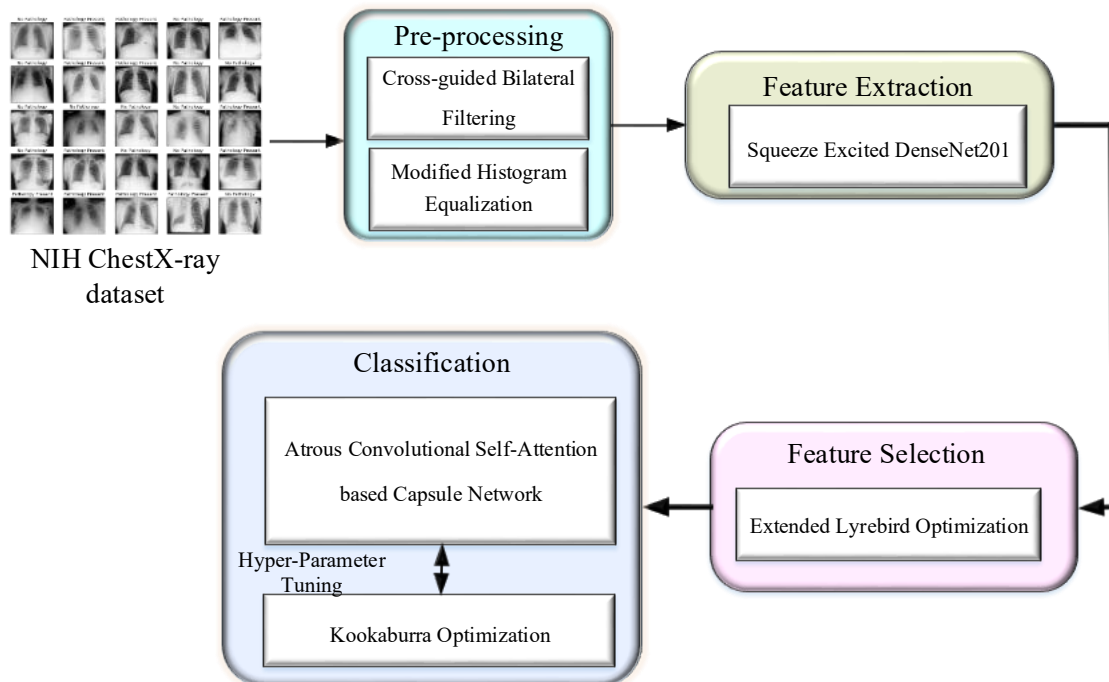 Pre-processing
Cross-guided Bilateral
Filtering
Modified Histogram
Equalization
Feature Extraction
Squeeze Excited DenseNet201
NIH ChestX-ray
dataset
Classification
Atrous Convolutional Self-Attention
based Capsule Network
Hyper-Parameter
Tuning
Kookaburra Optimization
Feature Selection
Extended Lyrebird Optimization